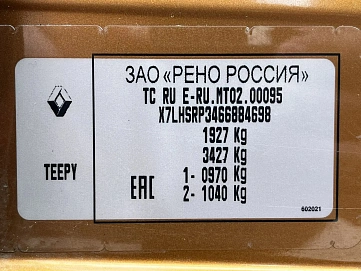 ЗАО «РЕНО РОССИЯ»
TC RU E-RU.MT02.00095
X7LHSRP3466884698
1927 Kg
3427 Kg
1- 0970 Kg
2- 1040 Kg
TEEPY
EAC
602021